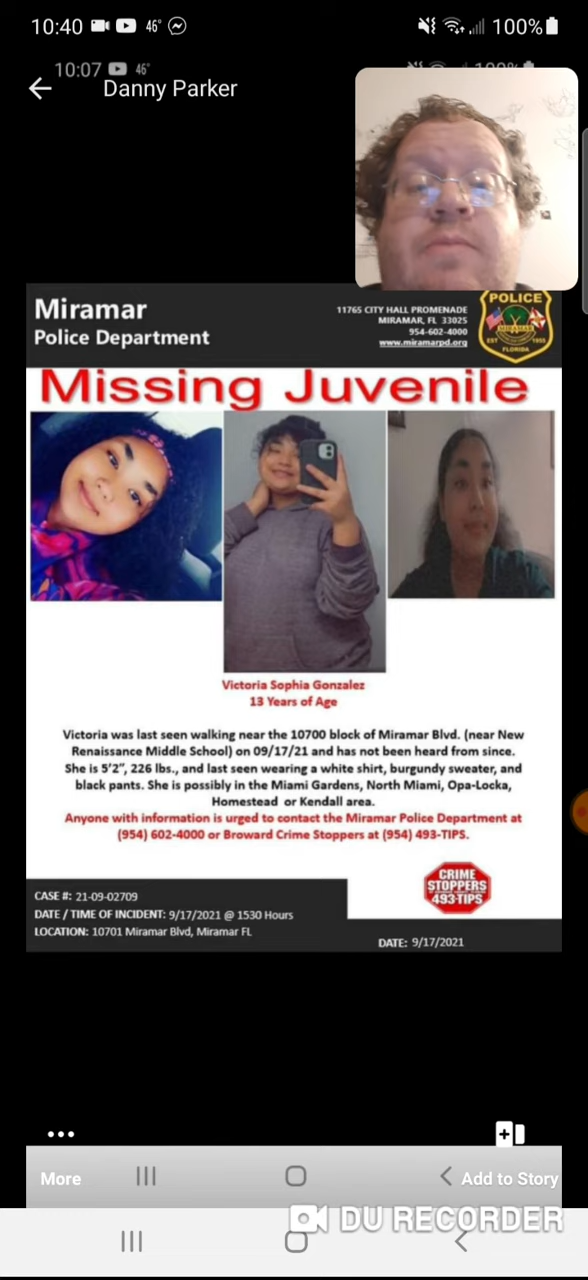 10:40 46° 100%
10:07 46°
Danny Parker
Miramar
Police Department
11765 CITY HALL PROMENADE
MIRAMAR, FL 33025
954-602-4000
www.miramarpd.org
POLICE
MIRAMAR
EST 1955
FLORIDA
Missing Juvenile
Victoria Sophia Gonzalez
13 Years of Age
Victoria was last seen walking near the 10700 block of Miramar Blvd. (near New
Renaissance Middle School) on 09/17/21 and has not been heard from since.
She is 5'2", 226 lbs., and last seen wearing a white shirt, burgundy sweater, and
black pants. She is possibly in the Miami Gardens, North Miami, Opa-Locka,
Homestead or Kendall area.
Anyone with information is urged to contact the Miramar Police Department at
(954) 602-4000 or Broward Crime Stoppers at (954) 493-TIPS.
CRIME
STOPPERS
493-TIPS
CASE #: 21-09-02709
DATE / TIME OF INCIDENT: 9/17/2021 @ 1530 Hours
LOCATION: 10701 Miramar Blvd, Miramar FL
DATE: 9/17/2021
More
Add to Story
DU RECORDER